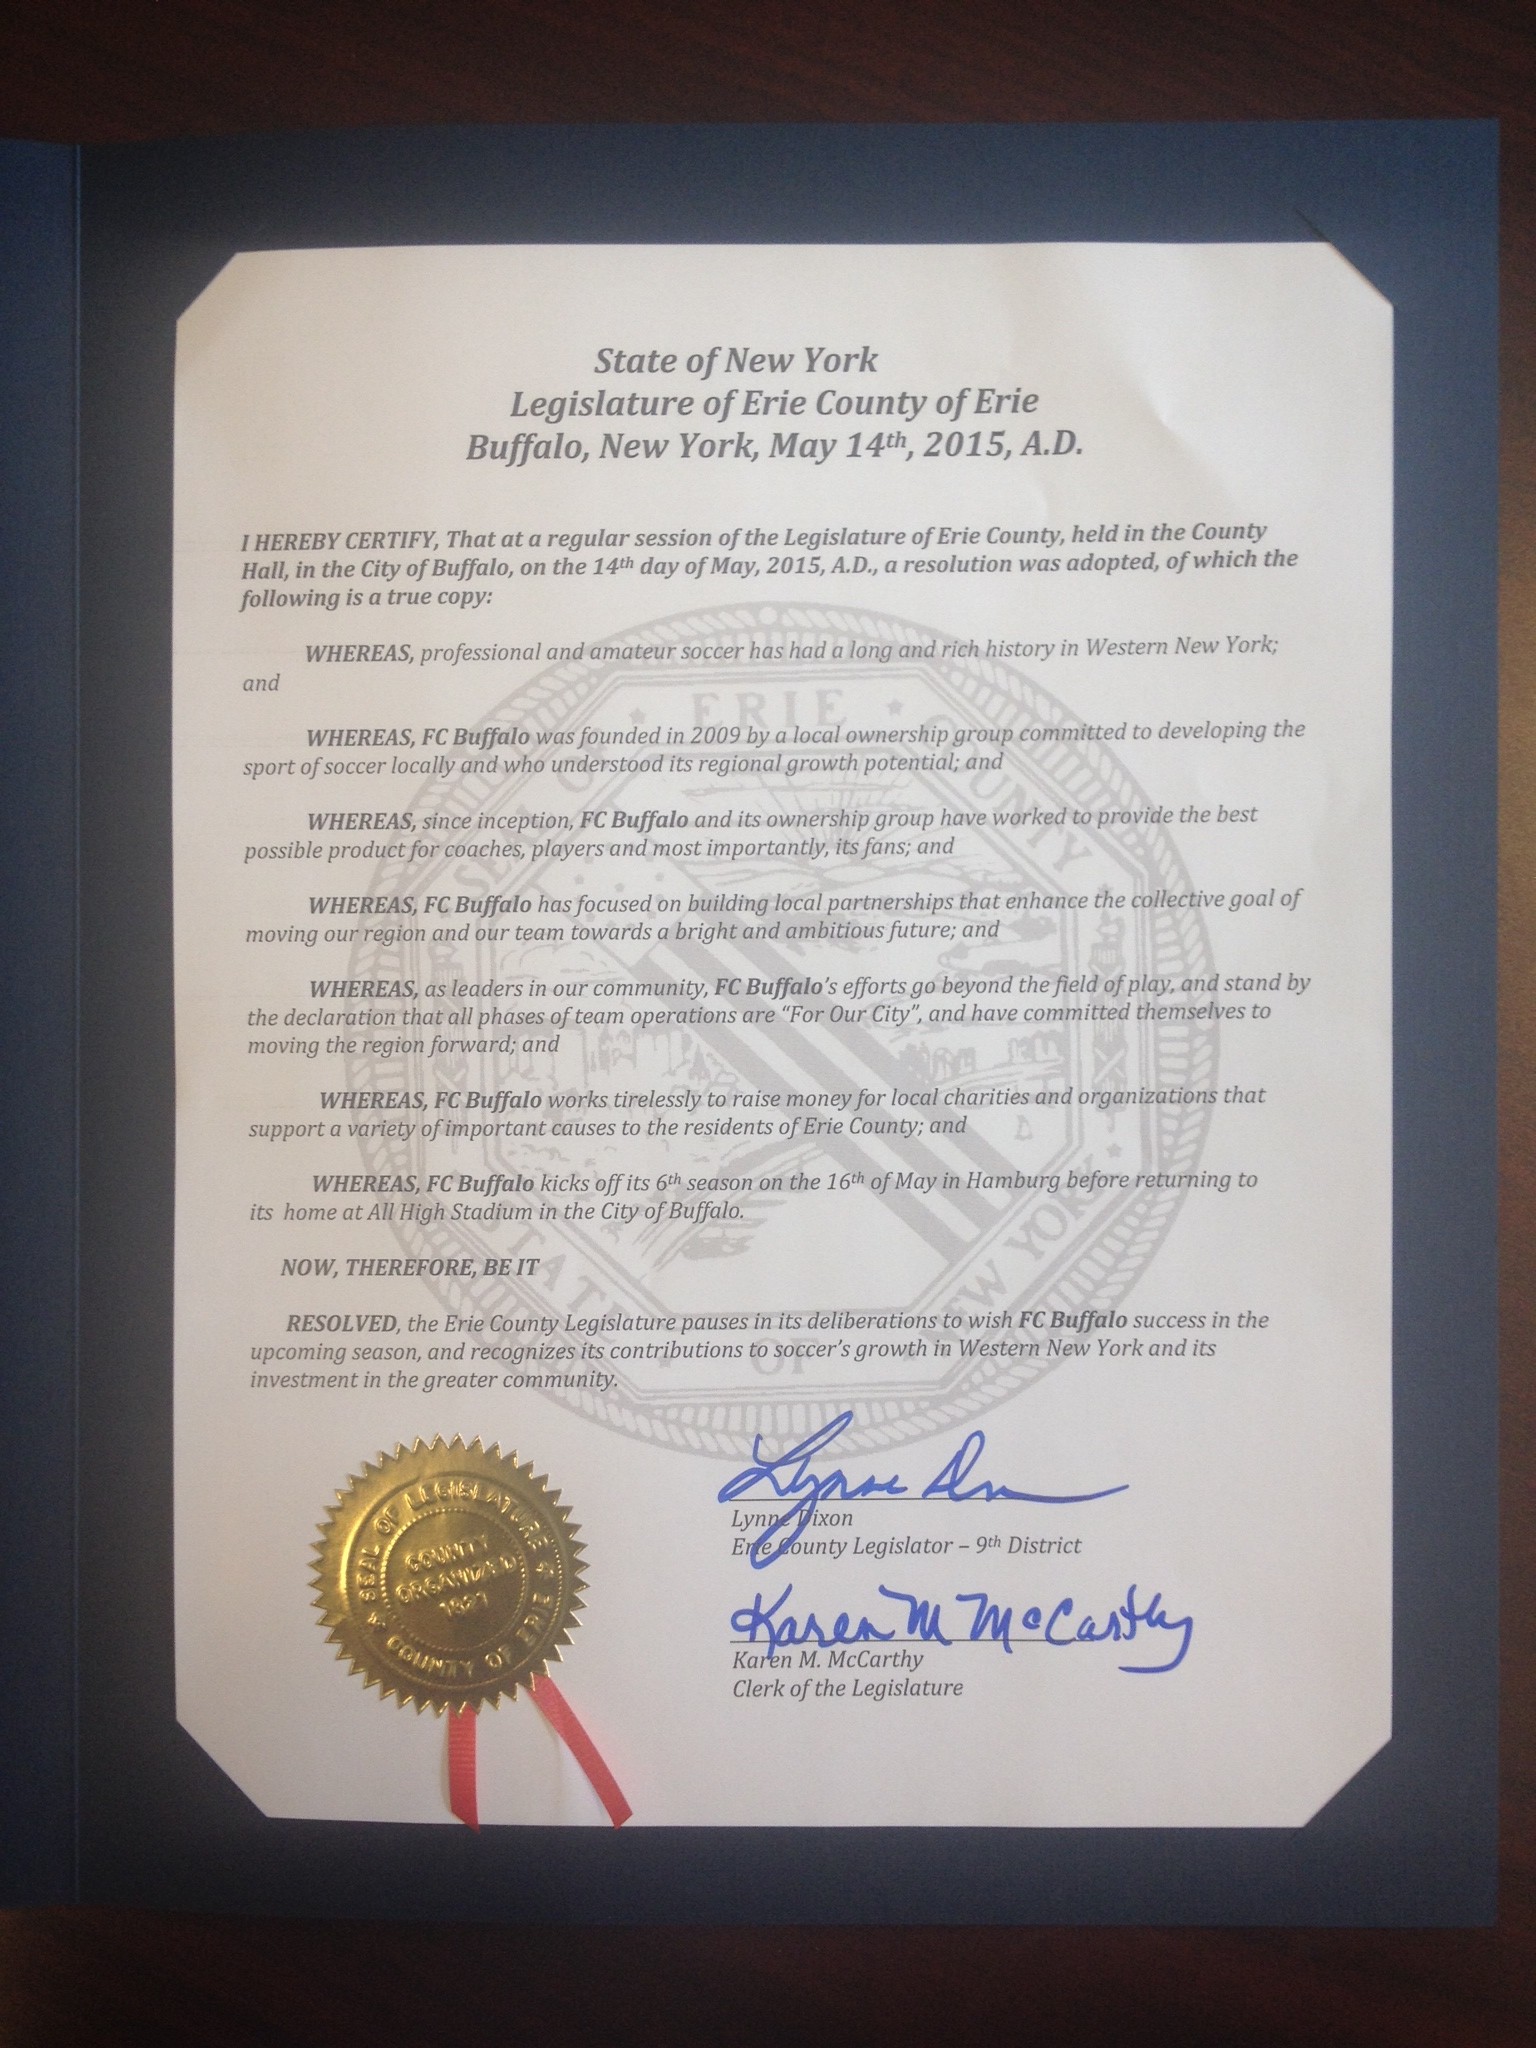 State of New York
Legislature of Erie County of Erie
Buffalo, New York, May 14th, 2015, A.D.
I HEREBY CERTIFY, That at a regular session of the Legislature of Erie County, held in the County
Hall, in the City of Buffalo, on the 14th day of May, 2015, A.D., a resolution was adopted, of which the
following is a true copy:
WHEREAS, professional and amateur soccer has had a long and rich history in Western New York;
and
WHEREAS, FC Buffalo was founded in 2009 by a local ownership group committed to developing the
sport of soccer locally and who understood its regional growth potential; and
WHEREAS, since inception, FC Buffalo and its ownership group have worked to provide the best
possible product for coaches, players and most importantly, its fans; and
WHEREAS, FC Buffalo has focused on building local partnerships that enhance the collective goal of
moving our region and our team towards a bright and ambitious future; and
WHEREAS, as leaders in our community, FC Buffalo's efforts go beyond the field of play, and stand by
the declaration that all phases of team operations are “For Our City”, and have committed themselves to
moving the region forward; and
WHEREAS, FC Buffalo works tirelessly to raise money for local charities and organizations that
support a variety of important causes to the residents of Erie County; and
WHEREAS, FC Buffalo kicks off its 6th season on the 16th of May in Hamburg before returning to
its home at All High Stadium in the City of Buffalo.
NOW, THEREFORE, BE IT
RESOLVED, the Erie County Legislature pauses in its deliberations to wish FC Buffalo success in the
upcoming season, and recognizes its contributions to soccer's growth in Western New York and its
investment in the greater community.
Lynne Dixon
Lynne Dixon
Erie County Legislator – 9th District
Karen M McCarthy
Karen M. McCarthy
Clerk of the Legislature
SEAL OF LEGISLATURE
COUNTY
ORGANIZED
1821
COUNTY OF ERIE
SEAL OF ERIE COUNTY
STATE OF NEW YORK